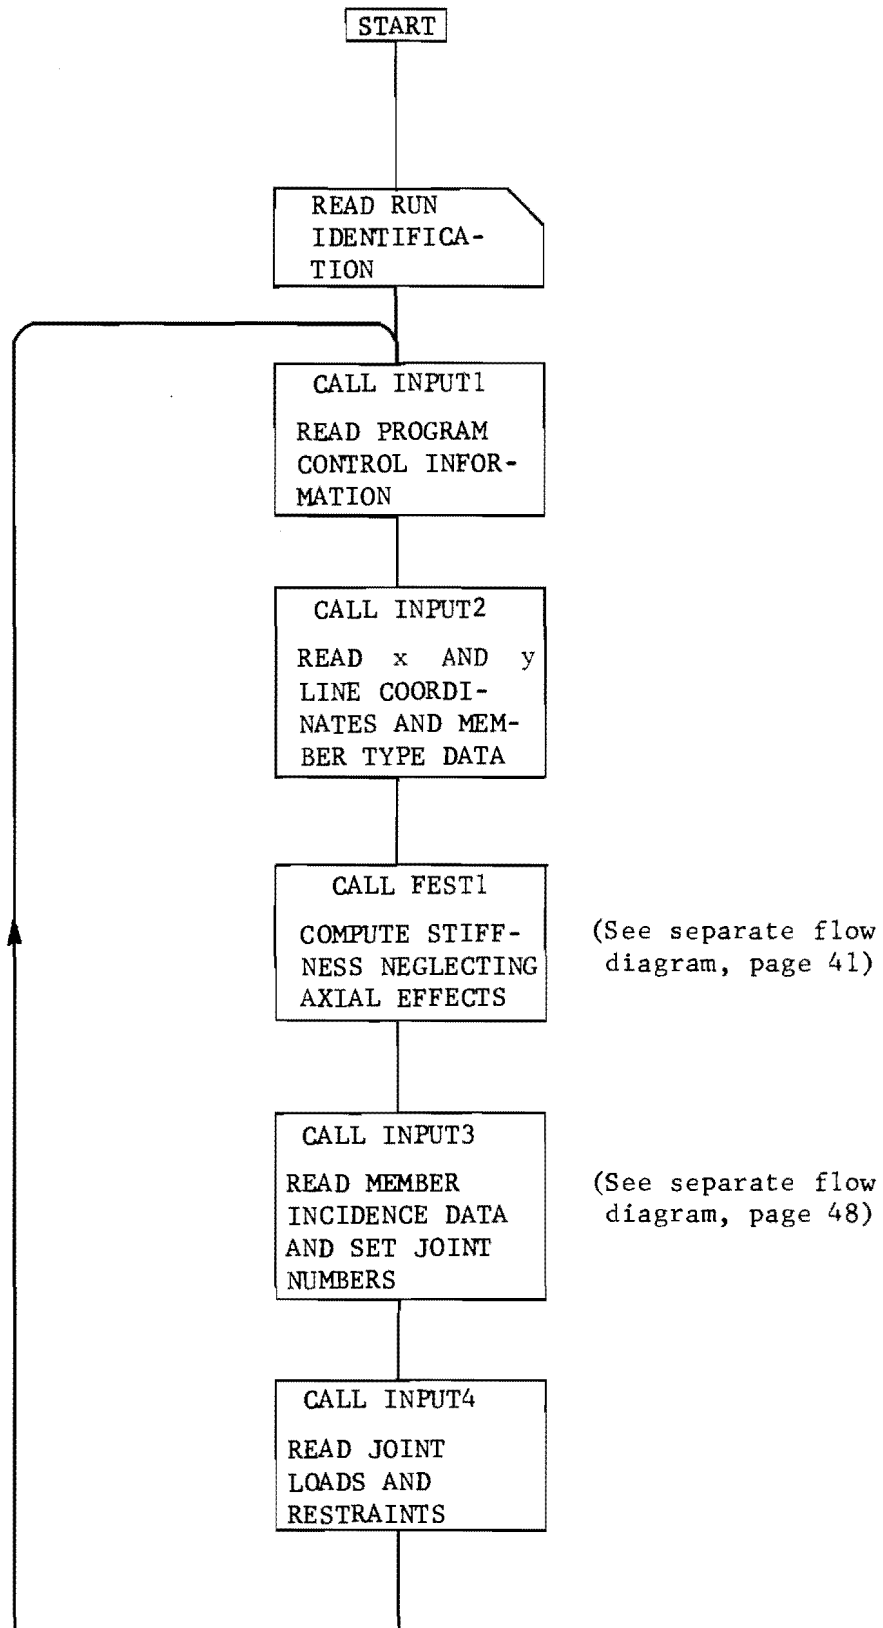 START
READ RUN
IDENTIFICA-
TION
CALL INPUT1
READ PROGRAM
CONTROL INFOR-
MATION
CALL INPUT2
READ x AND y
LINE COORDI-
NATES AND MEM-
BER TYPE DATA
CALL FEST1
COMPUTE STIFF-
NESS NEGLECTING
AXIAL EFFECTS
(See separate flow
diagram, page 41)
CALL INPUT3
READ MEMBER
INCIDENCE DATA
AND SET JOINT
NUMBERS
(See separate flow
diagram, page 48)
CALL INPUT4
READ JOINT
LOADS AND
RESTRAINTS